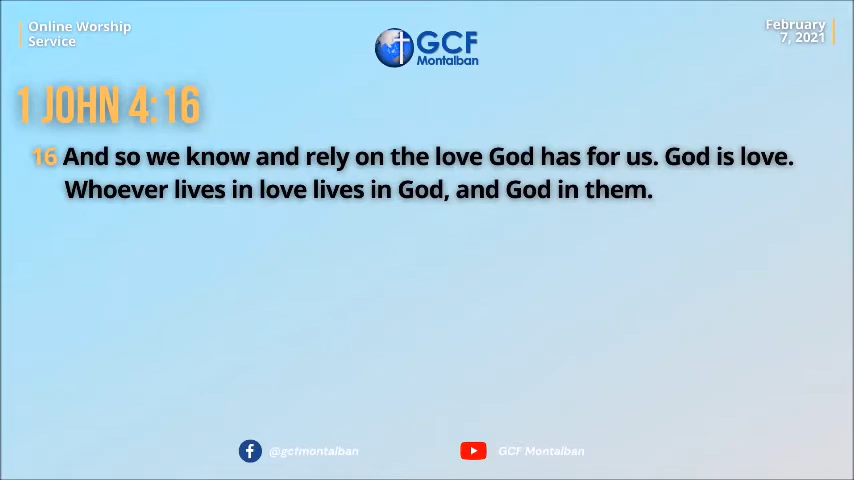 Online Worship
Service
GCF
Montalban
February
7, 2021
1 JOHN 4:16
16 And so we know and rely on the love God has for us. God is love.
Whoever lives in love lives in God, and God in them.
@gcfmontalban
GCF Montalban